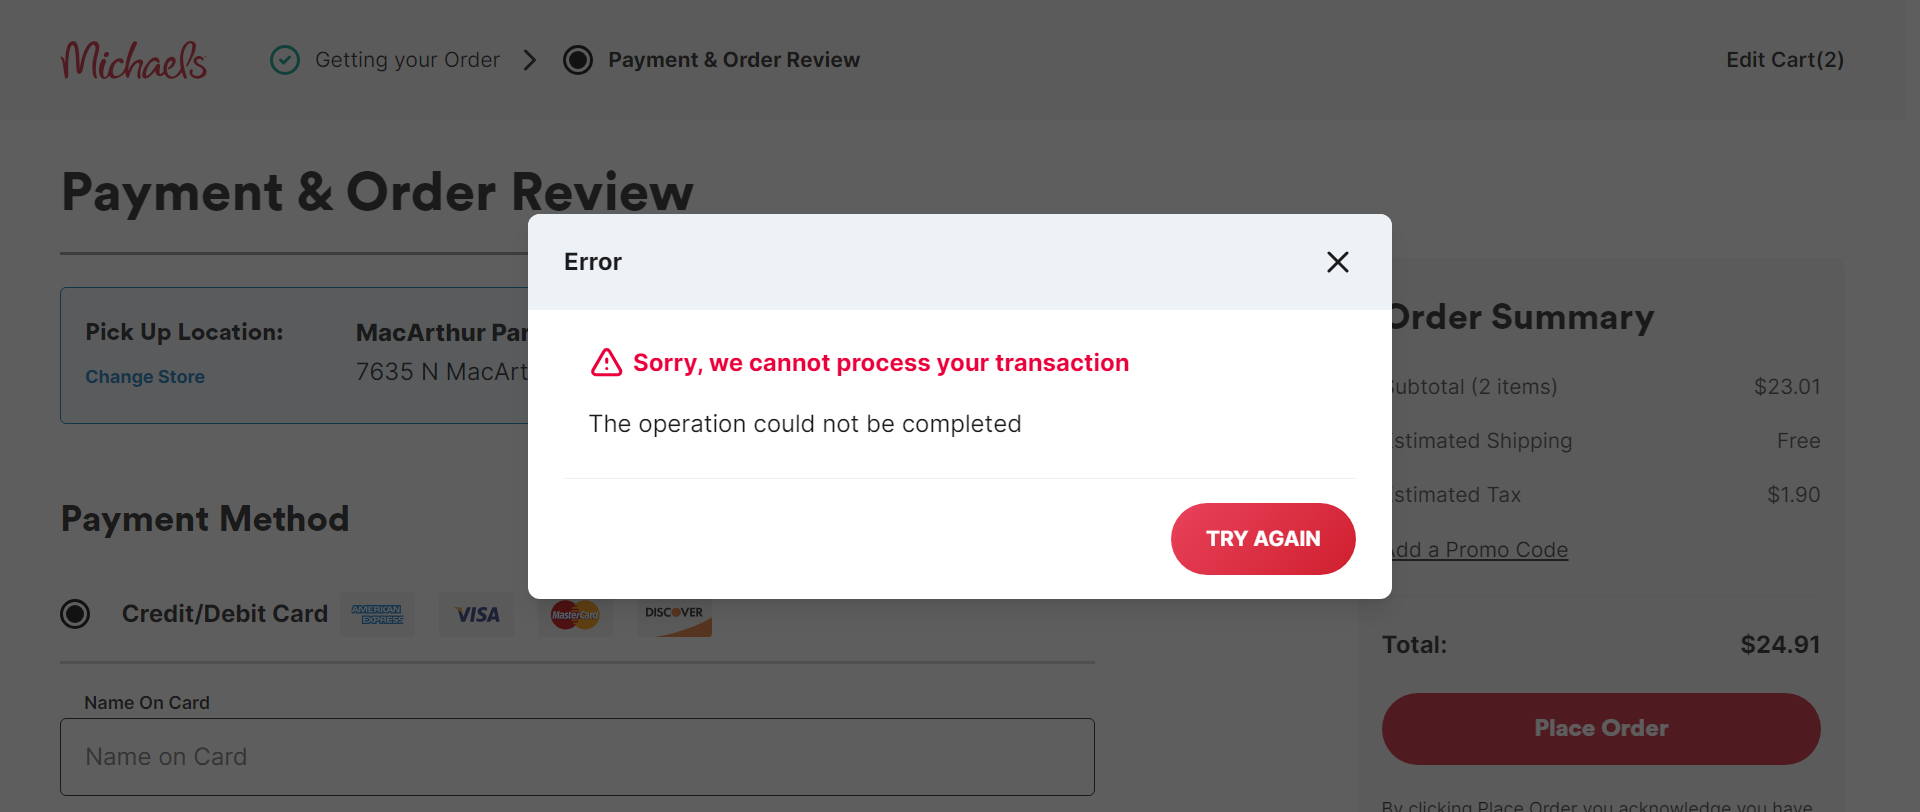 Michaels
Getting your Order
Payment & Order Review
Edit Cart(2)
Payment & Order Review
Pick Up Location:
Change Store
MacArthur Par
7635 N MacArt
Payment Method
Credit/Debit Card
AMERICAN EXPRESS
VISA
MasterCard
DISCOVER
Name On Card
Name on Card
Error
Sorry, we cannot process your transaction
The operation could not be completed
TRY AGAIN
Order Summary
Subtotal (2 items) $23.01
Estimated Shipping Free
Estimated Tax $1.90
Add a Promo Code
Total: $24.91
Place Order
By clicking Place Order you acknowledge you have